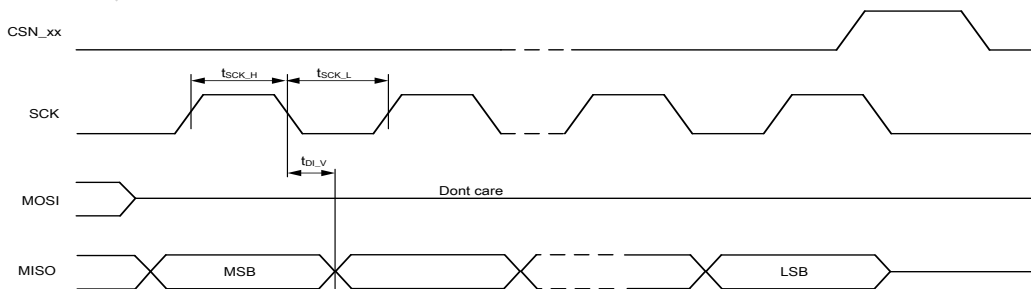 CSN_xx
tSCK_H tSCK_L
SCK
tDI_V
Dont care
MOSI
MISO MSB LSB